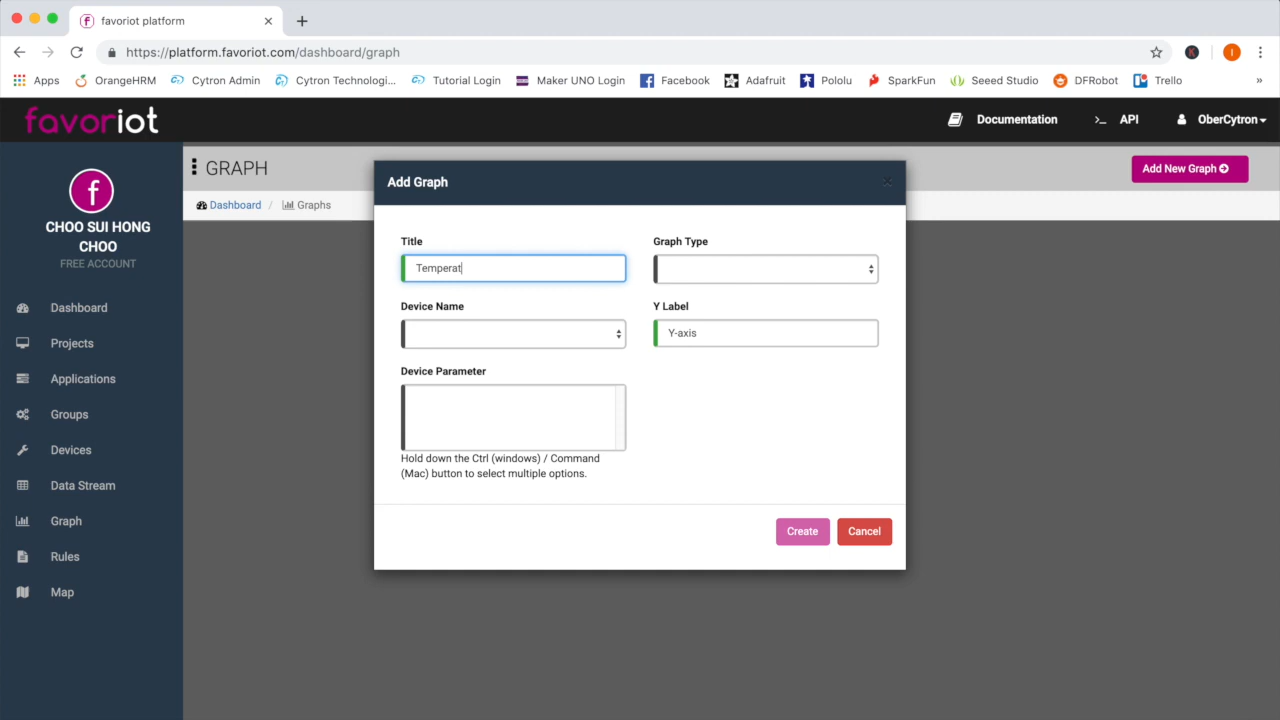 favoriot platform
https://platform.favoriot.com/dashboard/graph
Apps OrangeHRM Cytron Admin Cytron Technologi... Tutorial Login Maker UNO Login Facebook Adafruit Pololu SparkFun Seeed Studio DFRobot Trello »
favoriot
Documentation API OberCytron
CHOO SUI HONG
CHOO
FREE ACCOUNT
Dashboard
Projects
Applications
Groups
Devices
Data Stream
Graph
Rules
Map
GRAPH
Add New Graph
Dashboard / Graphs
Add Graph
Title
Temperat
Graph Type
Device Name
Y Label
Y-axis
Device Parameter
Hold down the Ctrl (windows) / Command
(Mac) button to select multiple options.
Create Cancel